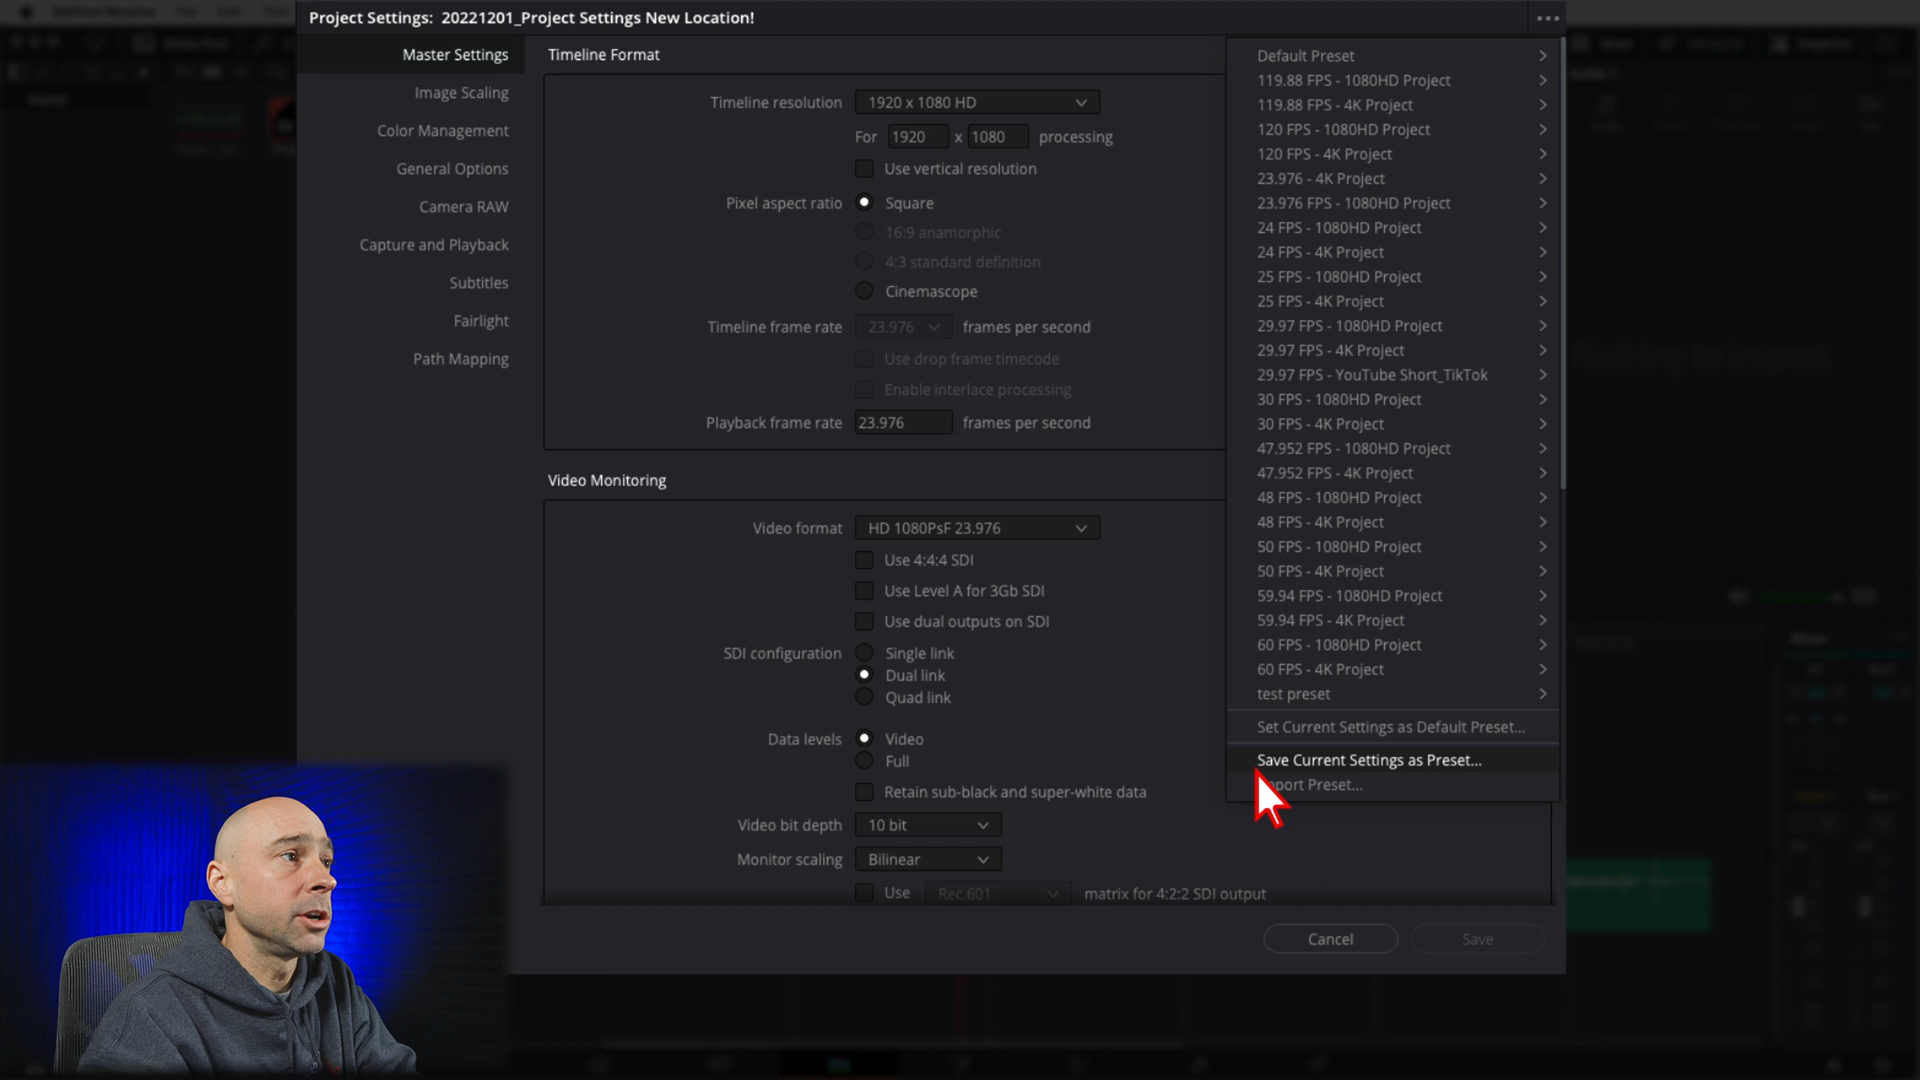 Project Settings: 20221201_Project Settings New Location!
Master Settings
Image Scaling
Color Management
General Options
Camera RAW
Capture and Playback
Subtitles
Fairlight
Path Mapping
Timeline Format
Timeline resolution 1920 x 1080 HD
For 1920 x 1080 processing
Use vertical resolution
Pixel aspect ratio Square
16:9 anamorphic
4:3 standard definition
Cinemascope
Timeline frame rate 23.976 frames per second
Use drop frame timecode
Enable interlace processing
Playback frame rate 23.976 frames per second
Video Monitoring
Video format HD 1080PsF 23.976
Use 4:4:4 SDI
Use Level A for 3Gb SDI
Use dual outputs on SDI
SDI configuration Single link
Dual link
Quad link
Data levels Video
Full
Retain sub-black and super-white data
Video bit depth 10 bit
Monitor scaling Bilinear
Use Rec.601 matrix for 4:2:2 SDI output
Default Preset
119.88 FPS - 1080HD Project
119.88 FPS - 4K Project
120 FPS - 1080HD Project
120 FPS - 4K Project
23.976 - 4K Project
23.976 FPS - 1080HD Project
24 FPS - 1080HD Project
24 FPS - 4K Project
25 FPS - 1080HD Project
25 FPS - 4K Project
29.97 FPS - 1080HD Project
29.97 FPS - 4K Project
29.97 FPS - YouTube Short_TikTok
30 FPS - 1080HD Project
30 FPS - 4K Project
47.952 FPS - 1080HD Project
47.952 FPS - 4K Project
48 FPS - 1080HD Project
48 FPS - 4K Project
50 FPS - 1080HD Project
50 FPS - 4K Project
59.94 FPS - 1080HD Project
59.94 FPS - 4K Project
60 FPS - 1080HD Project
60 FPS - 4K Project
test preset
Set Current Settings as Default Preset...
Save Current Settings as Preset...
Preset...
Cancel
Save